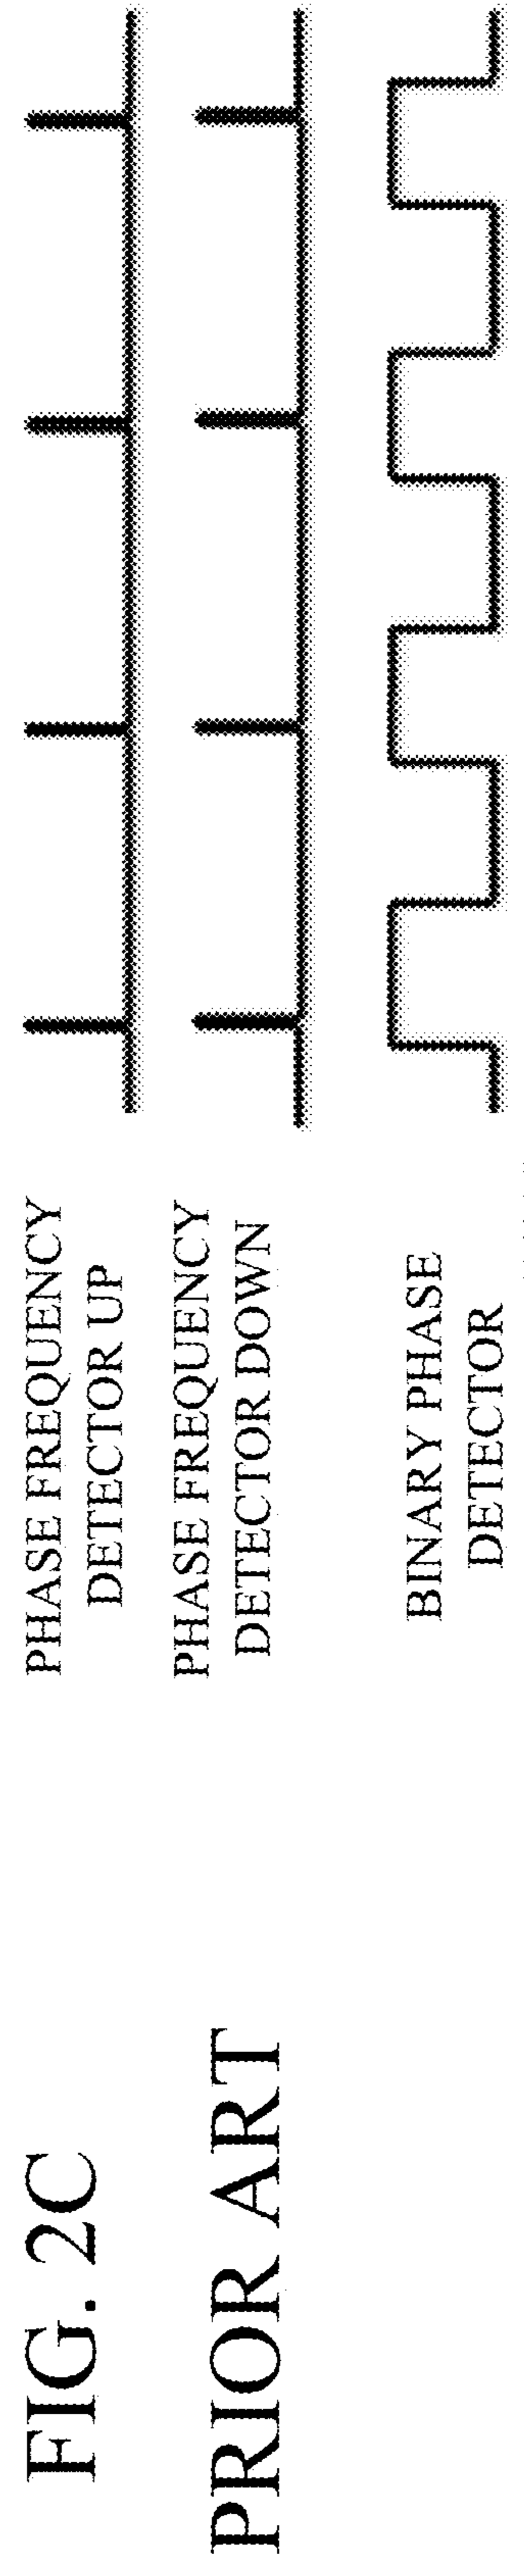 FIG. 2C
PRIOR ART
PHASE FREQUENCY
DETECTOR UP
PHASE FREQUENCY
DETECTOR DOWN
BINARY PHASE
DETECTOR